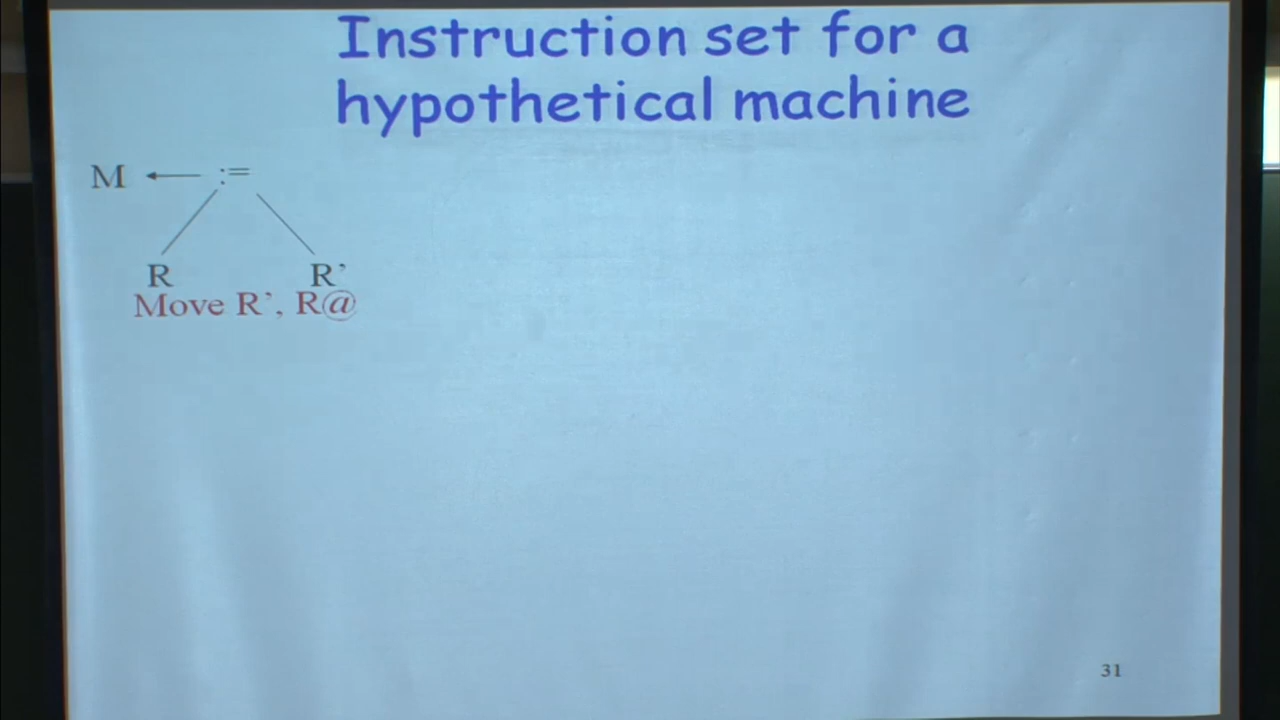 Instruction set for a
hypothetical machine
M ← :=
R R’
Move R’, R@
31